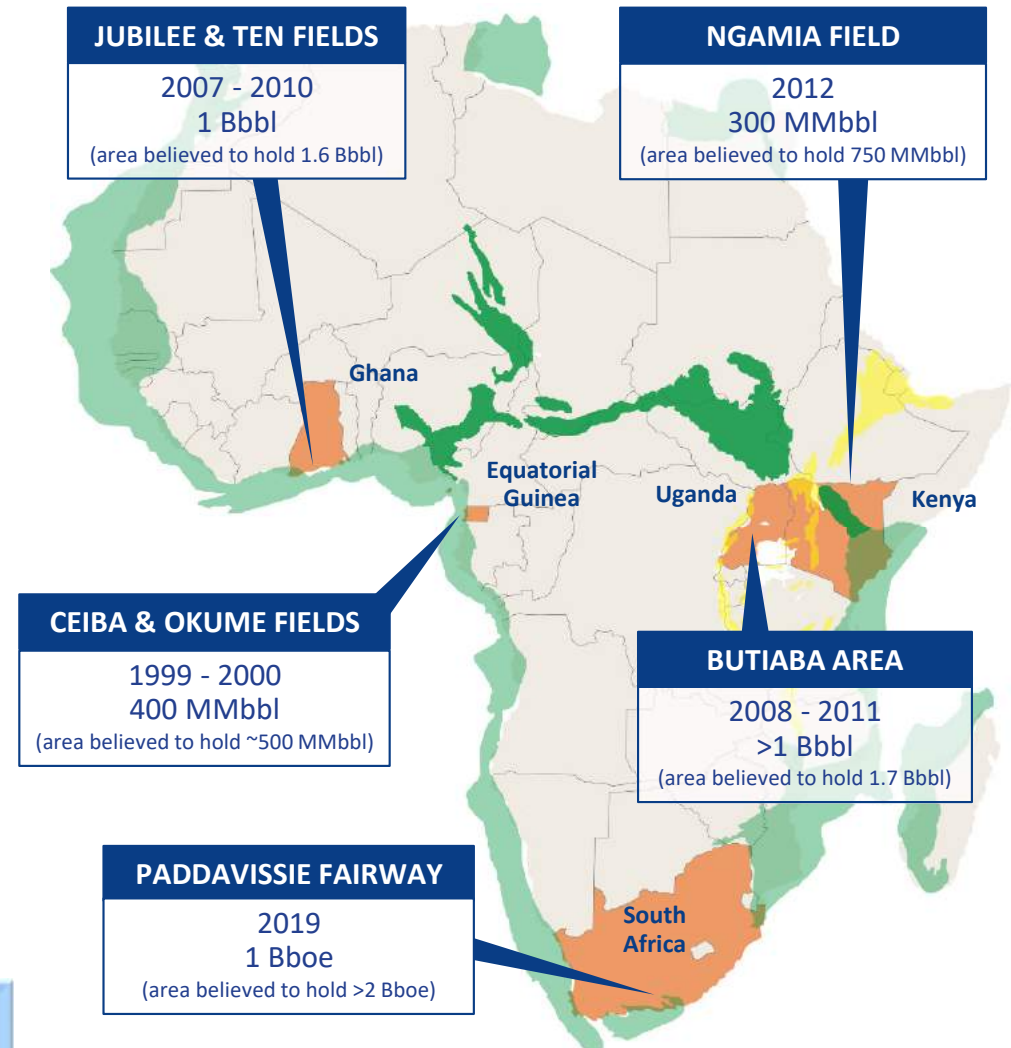 JUBILEE & TEN FIELDS
2007 - 2010
1 Bbbl
(area believed to hold 1.6 Bbbl)
NGAMIA FIELD
2012
300 MMbbl
(area believed to hold 750 MMbbl)
Ghana
Equatorial
Guinea
Uganda
Kenya
CEIBA & OKUME FIELDS
1999 - 2000
400 MMbbl
(area believed to hold ~500 MMbbl)
BUTIABA AREA
2008 - 2011
>1 Bbbl
(area believed to hold 1.7 Bbbl)
PADDAVISSIE FAIRWAY
2019
1 Bboe
(area believed to hold >2 Bboe)
South
Africa